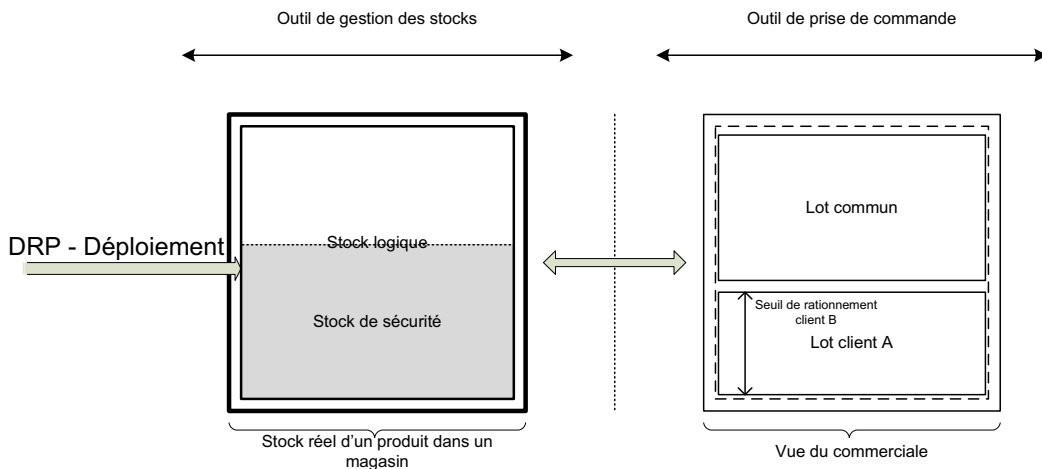 Outil de gestion des stocks
Outil de prise de commande
DRP - Déploiement
Stock logique
Stock de sécurité
Lot commun
Seuil de rationnement
client B
Lot client A
Stock réel d'un produit dans un
magasin
Vue du commerciale